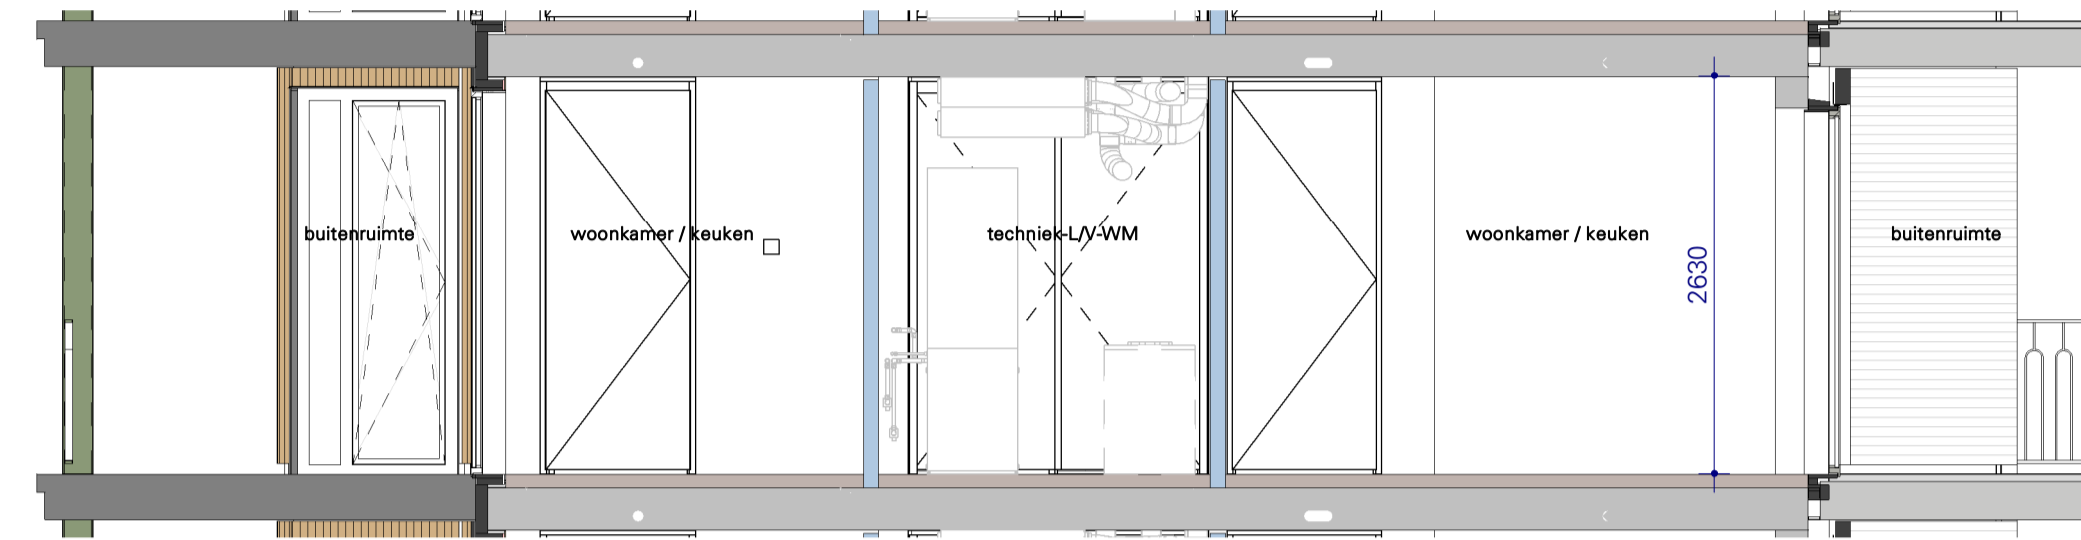 buitenruimte
woonkamer / keuken
techniek-L/V-WM
woonkamer / keuken
buitenruimte
2630